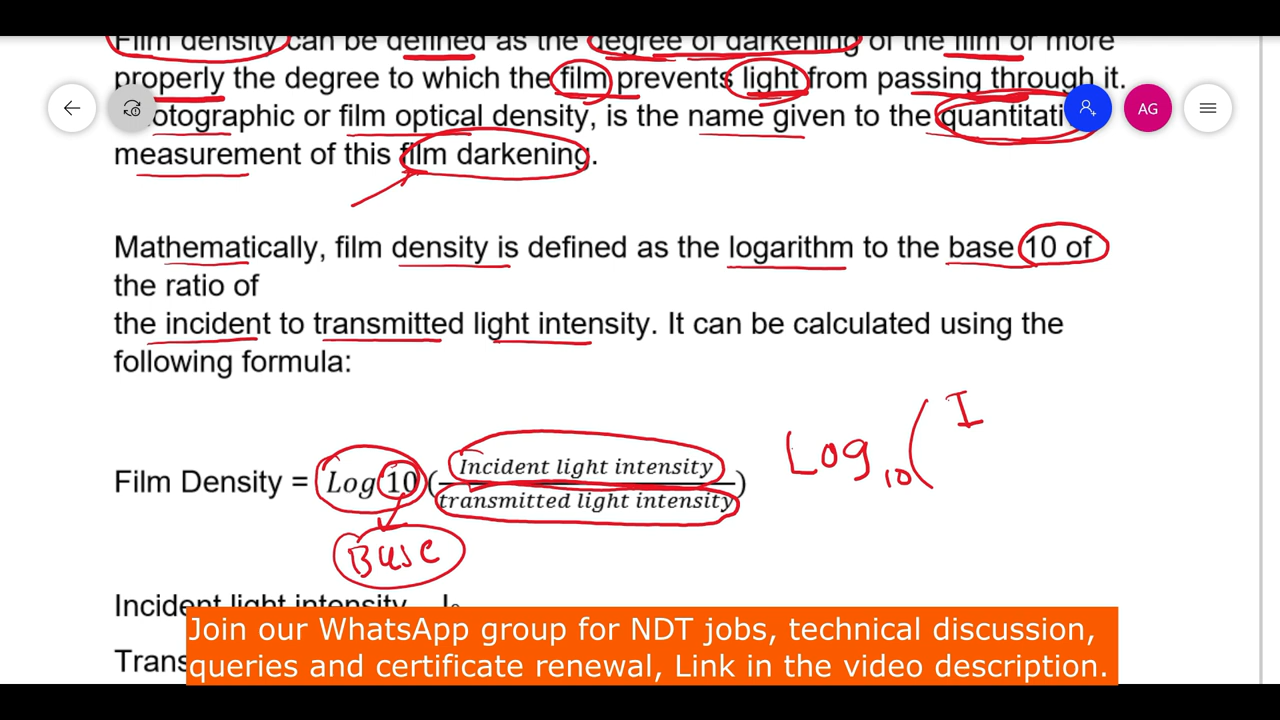 Film density can be defined as the degree of darkening of the film or more
properly the degree to which the film prevents light from passing through it.
otographic or film optical density, is the name given to the quantitati
AG
measurement of this film darkening.
Mathematically, film density is defined as the logarithm to the base 10 of
the ratio of
the incident to transmitted light intensity. It can be calculated using the
following formula:
Film Density = Log10(Incident light intensity/transmitted light intensity)
Log10( I
Base
Incident light intensity
Join our WhatsApp group for NDT jobs, technical discussion,
queries and certificate renewal, Link in the video description.
Trans